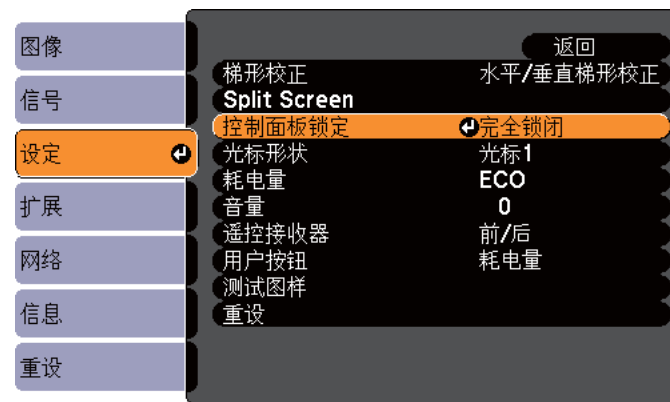 图像
信号
设定
扩展
网络
信息
重设
返回
梯形校正 水平/垂直梯形校正
Split Screen
控制面板锁定 完全锁闭
光标形状 光标1
耗电量 ECO
音量 0
遥控接收器 前/后
用户按钮 耗电量
测试图样
重设